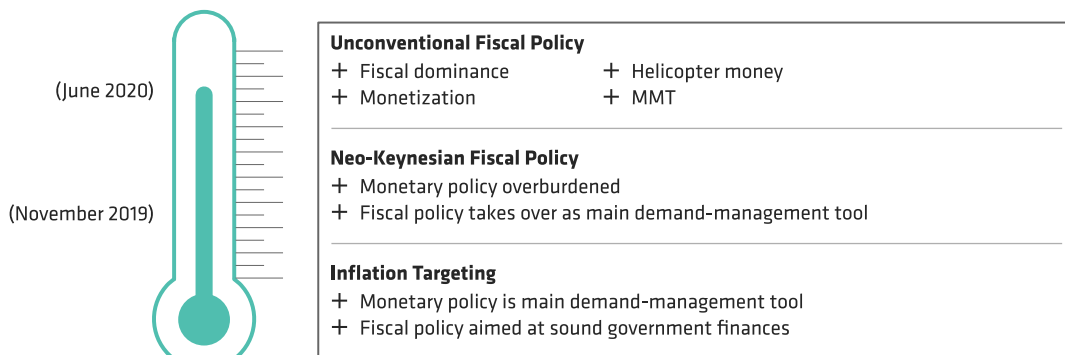 (June 2020)
(November 2019)
Unconventional Fiscal Policy
+ Fiscal dominance + Helicopter money
+ Monetization + MMT
Neo-Keynesian Fiscal Policy
+ Monetary policy overburdened
+ Fiscal policy takes over as main demand-management tool
Inflation Targeting
+ Monetary policy is main demand-management tool
+ Fiscal policy aimed at sound government finances